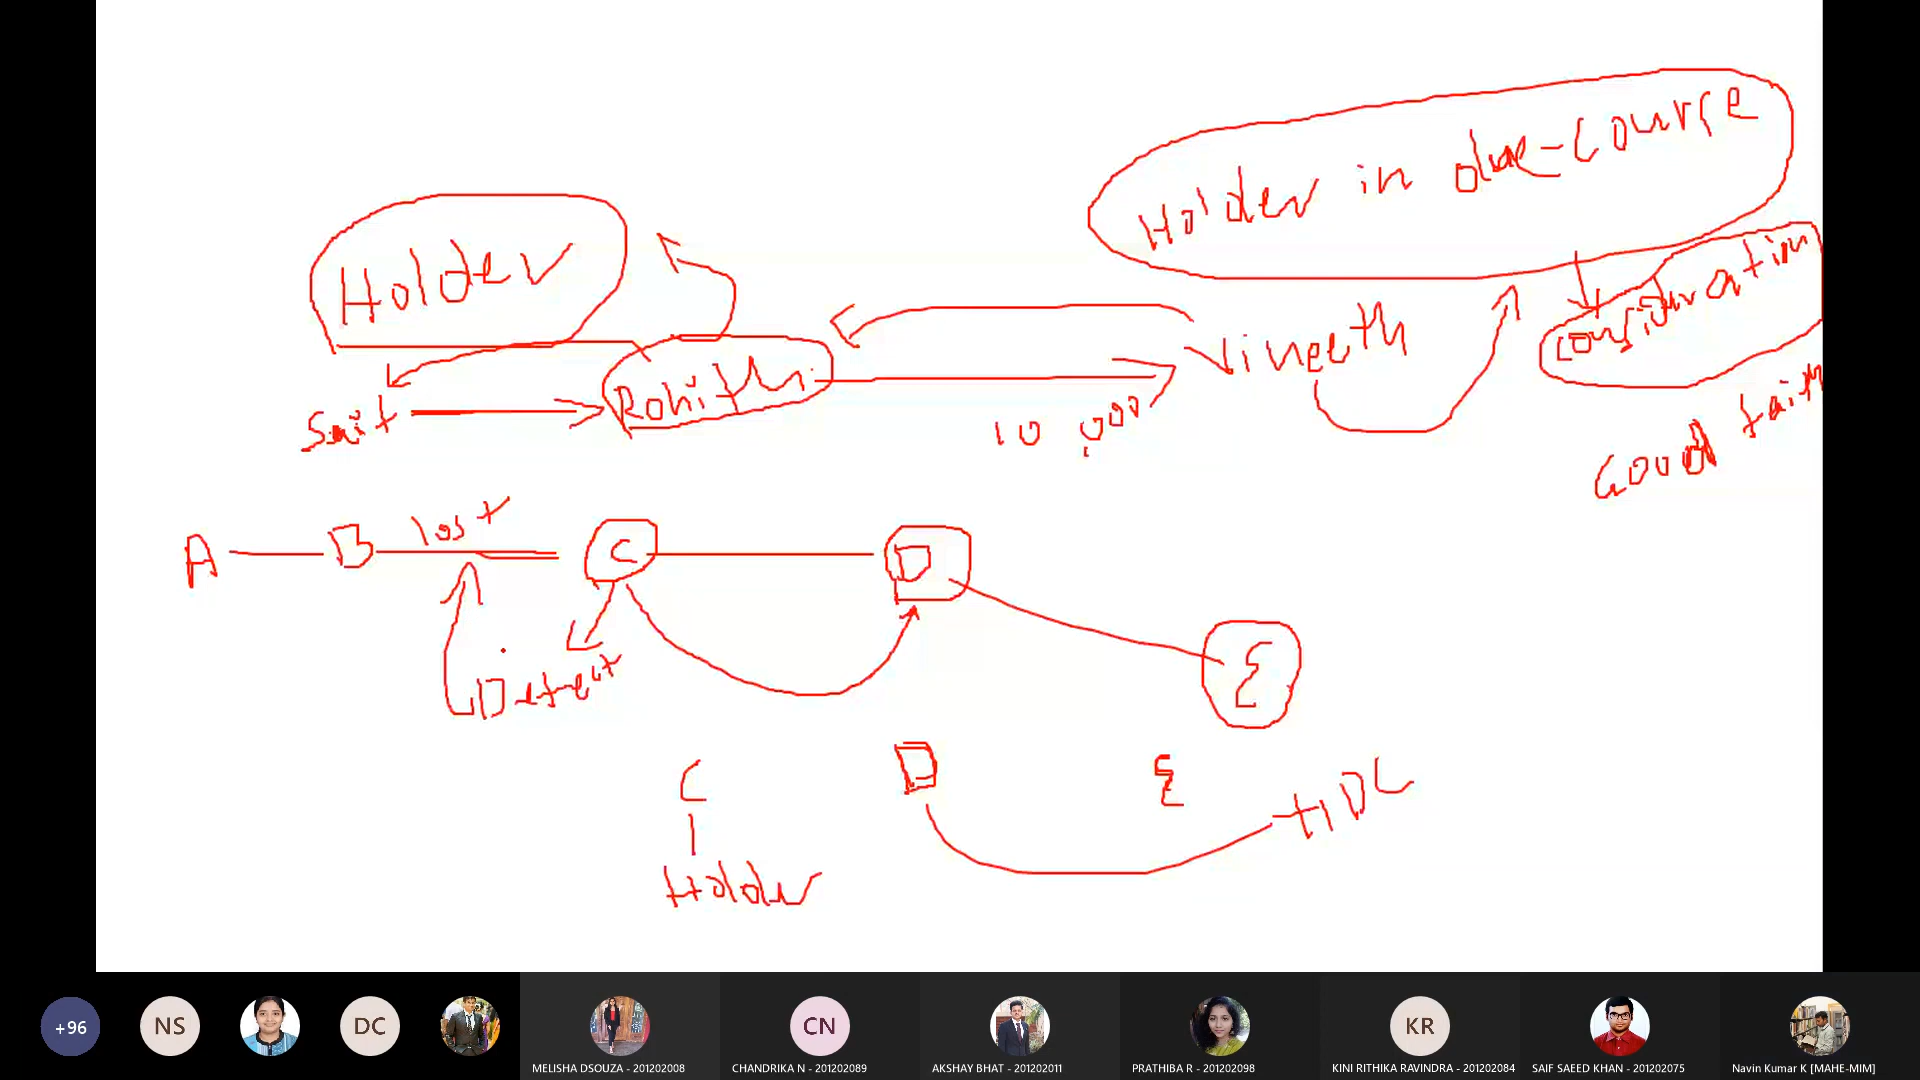 Holder in due-course
Holder
Consideration
Vineeth
Saif
Rohith
10,000
Good faith
A
B
lost
C
D
Defect
E
C
D
E
HDC
Holder
+96
NS
DC
CN
KR
MELISHA DSOUZA - 201202008
CHANDRIKA N - 201202089
AKSHAY BHAT - 201202011
PRATHIBA R - 201202098
KINI RITHIKA RAVINDRA - 201202084
SAIF SAEED KHAN - 201202075
Navin Kumar K [MAHE-MIM]